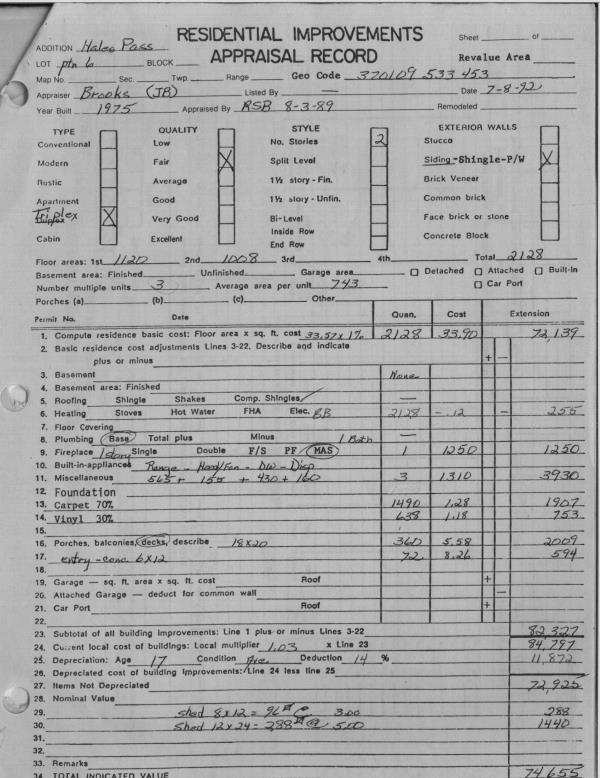 RESIDENTIAL IMPROVEMENTS
APPRAISAL RECORD
Sheet ___ of ___
ADDITION Hales Pass
LOT ptn 6 BLOCK
Revalue Area
Map No. Sec. Twp. Range Geo Code 370109 533 453
Appraiser Brooks (JB) Listed By — Date 7-8-92
Year Built 1975 Appraised By RSB 8-3-89 Remodeled
TYPE QUALITY STYLE EXTERIOR WALLS
Conventional Low No. Stories 2 Stucco
Modern Fair X Split Level Siding-Shingle-P/W X
Rustic Average 1½ story - Fin. Brick Veneer
Apartment Good 1½ story - Unfin. Common brick
Triplex Duplex X Very Good Bi-Level Face brick or stone
Inside Row
Cabin Excellent End Row Concrete Block
Floor areas: 1st 1120 2nd 1008 3rd 4th Total 2128
Basement area: Finished Unfinished Garage area Detached Attached Built-in
Number multiple units 3 Average area per unit 743 Car Port
Porches (a) (b) (c) Other
Permit No. Date Quan. Cost Extension
1. Compute residence basic cost: Floor area x sq. ft. cost 33.57 x 1% 2128 33.90 72,139
2. Basic residence cost adjustments Lines 3-22. Describe and indicate
plus or minus + −
3. Basement None
4. Basement area: Finished
5. Roofing Shingle Shakes Comp. Shingles ✓ —
6. Heating Stoves Hot Water FHA Elec. BB 2128 -.12 − 255
7. Floor Covering
8. Plumbing Base Total plus Minus 1 Bath —
9. Fireplace 1 story Single Double F/S PF MAS 1 1250 1250
10. Built-in-appliances Range - Hood/Fan - DW - Disp
11. Miscellaneous 565 + 155 + 430 + 160 3 1310 3930
12. Foundation
13. Carpet 70% 1490 1.28 1907
14. Vinyl 30% 638 1.18 753
15.
16. Porches, balconies, decks, describe 18x20 360 5.58 2009
17. entry - conc. 6x12 72 8.26 594
18.
19. Garage — sq. ft. area x sq. ft. cost Roof +
20. Attached Garage — deduct for common wall −
21. Car Port Roof +
22.
23. Subtotal of all building improvements: Line 1 plus or minus Lines 3-22 82,327
24. Current local cost of buildings: Local multiplier 1.03 x Line 23 84,797
25. Depreciation: Age 17 Condition Ave. Deduction 14 % 11,872
26. Depreciated cost of building improvements: Line 24 less line 25
27. Items Not Depreciated 72,925
28. Nominal Value
29. shed 8x12 = 96 @ 3.00 288
30. shed 12x24 = 288 @ 5.00 1440
31.
32.
33. Remarks
34. TOTAL INDICATED VALUE 74,655